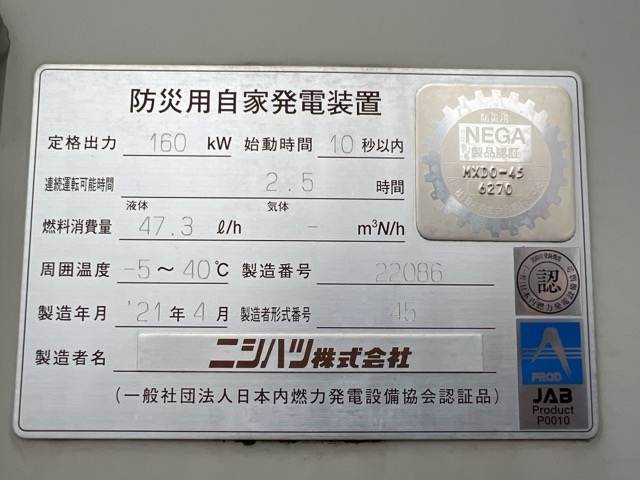 防災用自家発電装置
定格出力 160 kW 始動時間 10 秒以内
連続運転可能時間 2.5 時間
液体 気体
燃料消費量 47.3 ℓ/h - m³N/h
周囲温度 -5～40℃ 製造番号 22086
製造年月 '21年4月 製造者形式番号 45
製造者名 ニシハツ株式会社
(一般社団法人日本内燃力発電設備協会認証品)
防災用
NEGA
製品認証
MXDO-45
6270
認
PROD
JAB
Product
P0010